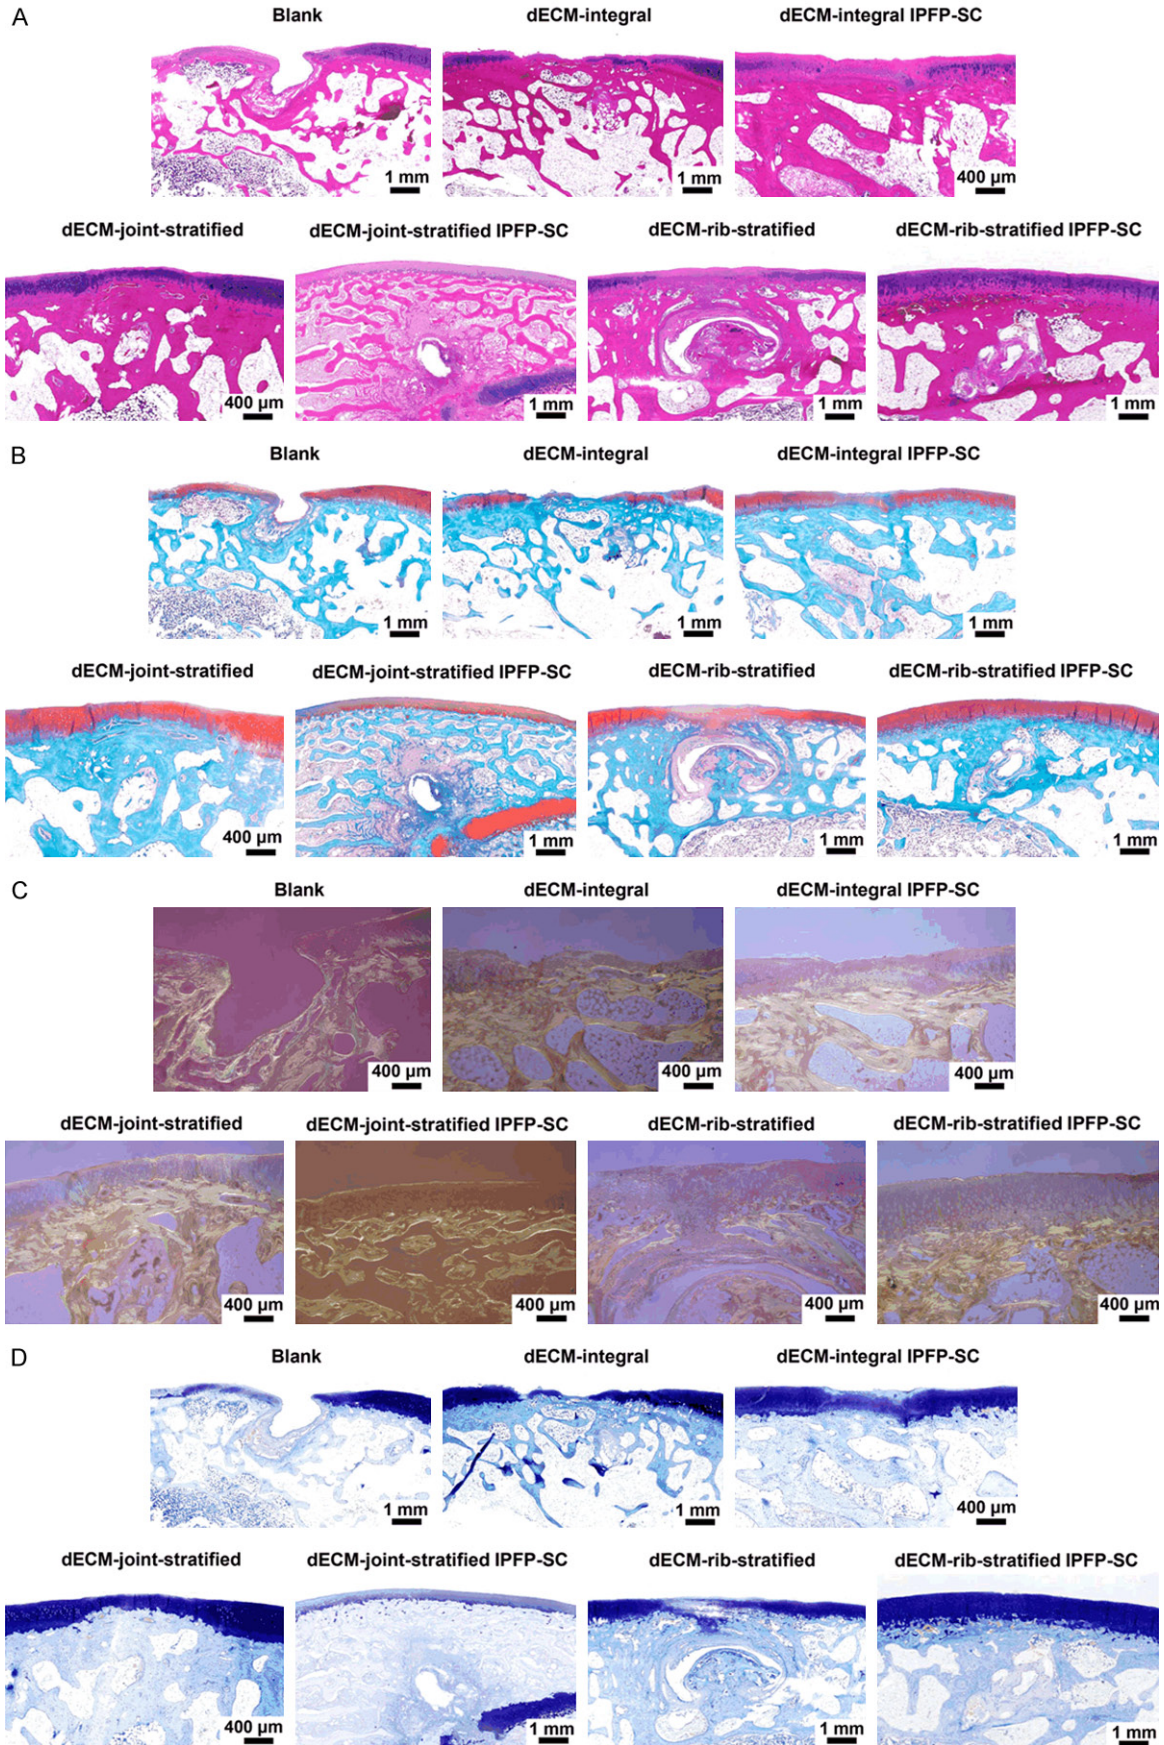 A
Blank
dECM-integral
dECM-integral IPFP-SC
1 mm
1 mm
400 µm
dECM-joint-stratified
dECM-joint-stratified IPFP-SC
dECM-rib-stratified
dECM-rib-stratified IPFP-SC
400 µm
1 mm
1 mm
1 mm
B
Blank
dECM-integral
dECM-integral IPFP-SC
1 mm
1 mm
1 mm
dECM-joint-stratified
dECM-joint-stratified IPFP-SC
dECM-rib-stratified
dECM-rib-stratified IPFP-SC
400 µm
1 mm
1 mm
1 mm
C
Blank
dECM-integral
dECM-integral IPFP-SC
400 µm
400 µm
400 µm
dECM-joint-stratified
dECM-joint-stratified IPFP-SC
dECM-rib-stratified
dECM-rib-stratified IPFP-SC
400 µm
400 µm
400 µm
400 µm
D
Blank
dECM-integral
dECM-integral IPFP-SC
1 mm
1 mm
400 µm
dECM-joint-stratified
dECM-joint-stratified IPFP-SC
dECM-rib-stratified
dECM-rib-stratified IPFP-SC
400 µm
1 mm
1 mm
1 mm